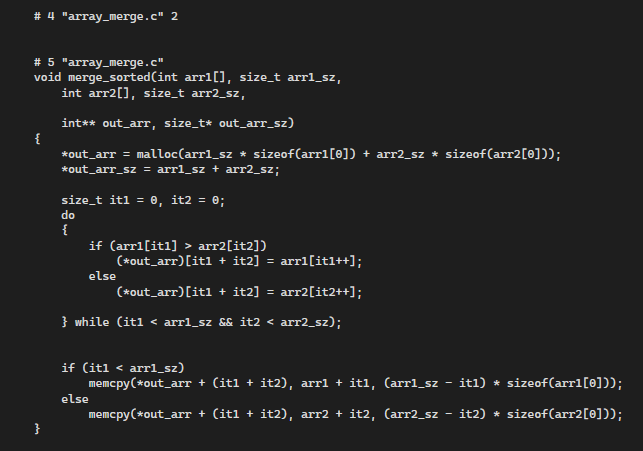 # 4 "array_merge.c" 2
# 5 "array_merge.c"
void merge_sorted(int arr1[], size_t arr1_sz,
    int arr2[], size_t arr2_sz,
    int** out_arr, size_t* out_arr_sz)
{
    *out_arr = malloc(arr1_sz * sizeof(arr1[0]) + arr2_sz * sizeof(arr2[0]));
    *out_arr_sz = arr1_sz + arr2_sz;
    size_t it1 = 0, it2 = 0;
    do
    {
        if (arr1[it1] > arr2[it2])
            (*out_arr)[it1 + it2] = arr1[it1++];
        else
            (*out_arr)[it1 + it2] = arr2[it2++];
    } while (it1 < arr1_sz && it2 < arr2_sz);
    if (it1 < arr1_sz)
        memcpy(*out_arr + (it1 + it2), arr1 + it1, (arr1_sz - it1) * sizeof(arr1[0]));
    else
        memcpy(*out_arr + (it1 + it2), arr2 + it2, (arr2_sz - it2) * sizeof(arr2[0]));
}